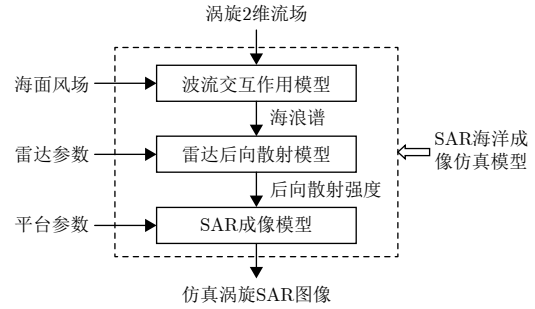 涡旋2维流场
海面风场
波流交互作用模型
海浪谱
雷达参数
雷达后向散射模型
SAR海洋成
像仿真模型
后向散射强度
平台参数
SAR成像模型
仿真涡旋SAR图像